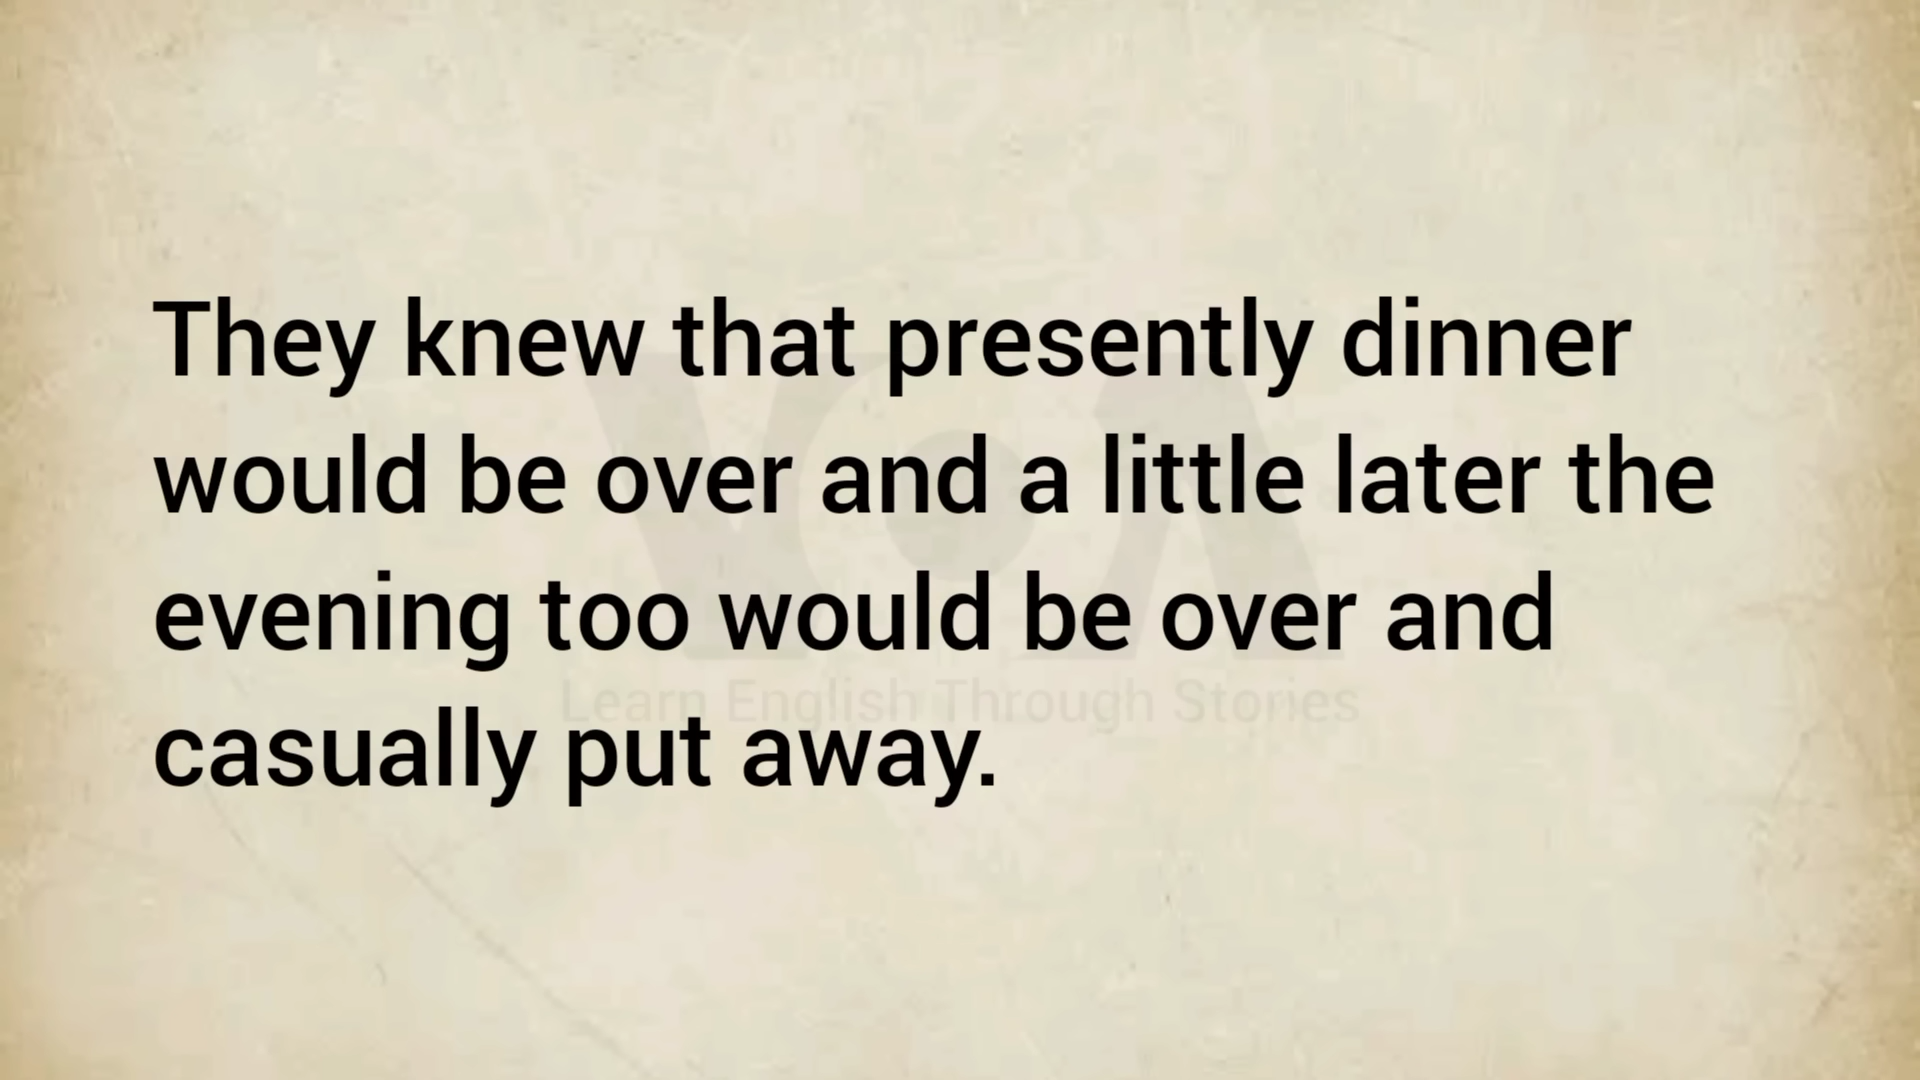 They knew that presently dinner
would be over and a little later the
evening too would be over and
casually put away.
VOA
Learn English Through Stories